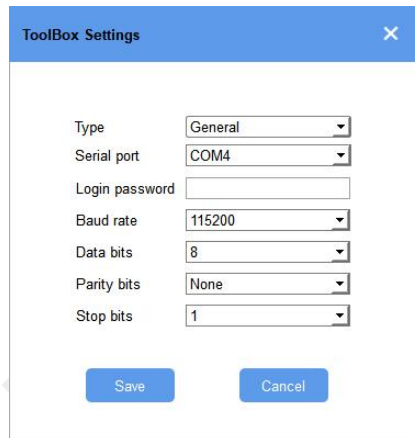 ToolBox Settings
Type General
Serial port COM4
Login password
Baud rate 115200
Data bits 8
Parity bits None
Stop bits 1
Save Cancel